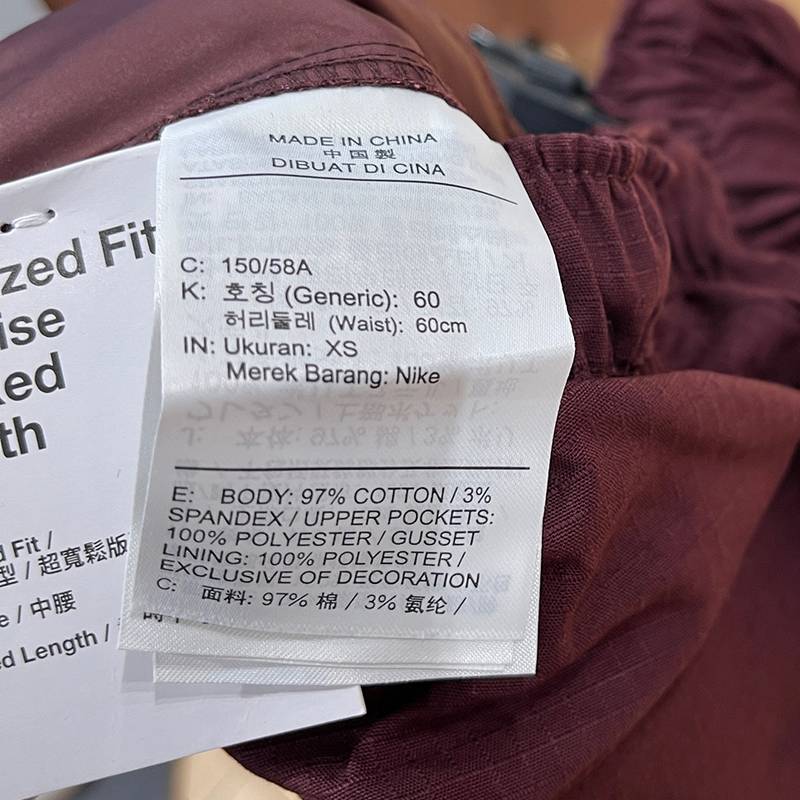 MADE IN CHINA
中国製
DIBUAT DI CINA
C: 150/58A
K: 호칭 (Generic): 60
허리둘레 (Waist): 60cm
IN: Ukuran: XS
Merek Barang: Nike
E: BODY: 97% COTTON / 3%
SPANDEX / UPPER POCKETS:
100% POLYESTER / GUSSET
LINING: 100% POLYESTER /
EXCLUSIVE OF DECORATION
C: 面料: 97% 棉 / 3% 氨纶 /
zed Fit
ise
th
d Fit /
型 / 超寬鬆版
e / 中腰
ed Length /